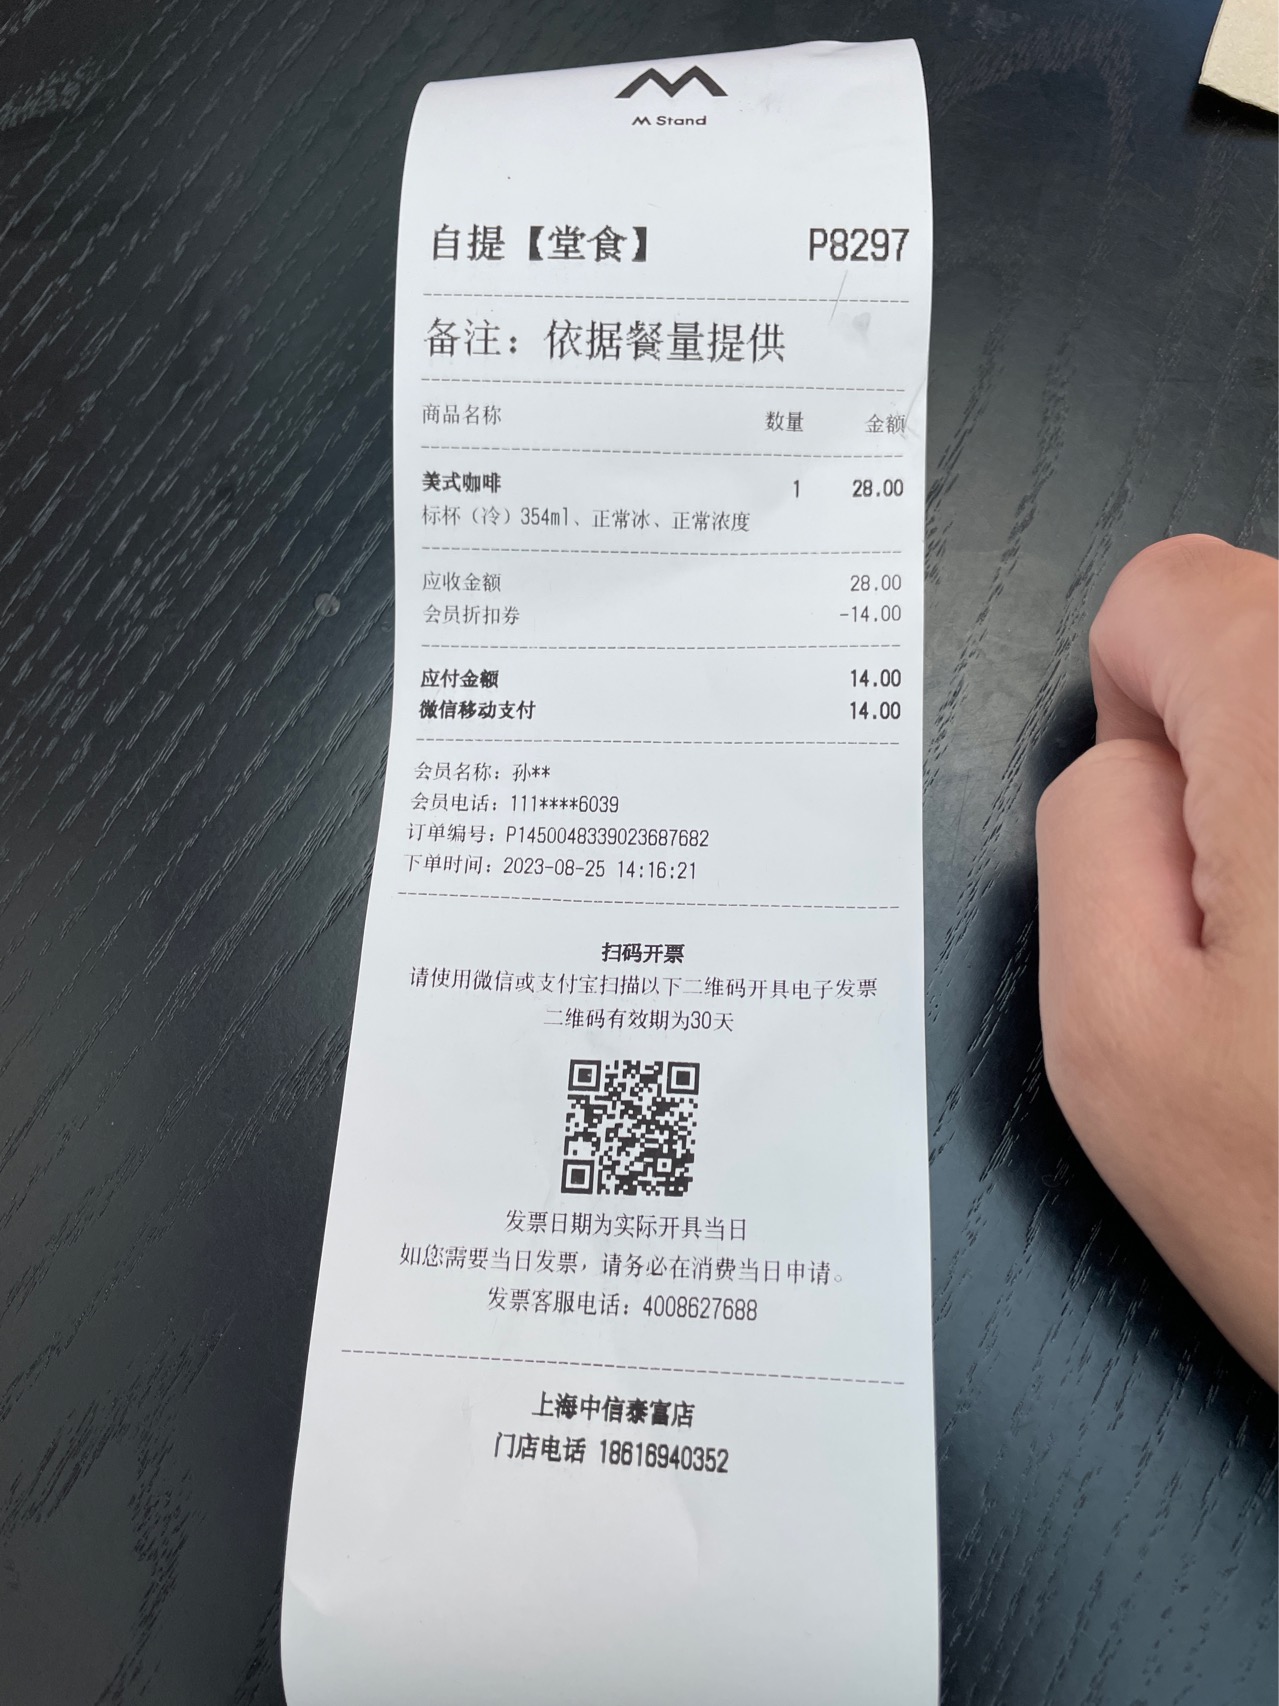 M Stand
自提【堂食】 P8297
备注：依据餐量提供
商品名称 数量 金额
美式咖啡 1 28.00
标杯（冷）354ml、正常冰、正常浓度
应收金额 28.00
会员折扣券 -14.00
应付金额 14.00
微信移动支付 14.00
会员名称：孙**
会员电话：111****6039
订单编号：P1450048339023687682
下单时间：2023-08-25 14:16:21
扫码开票
请使用微信或支付宝扫描以下二维码开具电子发票
二维码有效期为30天
发票日期为实际开具当日
如您需要当日发票，请务必在消费当日申请。
发票客服电话：4008627688
上海中信泰富店
门店电话 18616940352